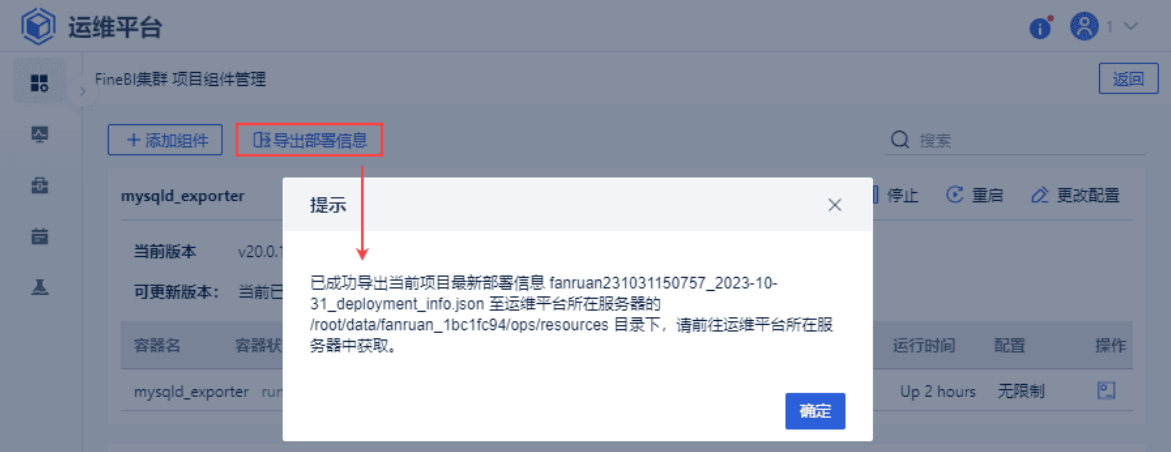 运维平台
1
FineBI集群 项目组件管理
返回
添加组件
导出部署信息
搜索
mysqld_exporter
停止
重启
更改配置
提示
当前版本
v20.0.1
已成功导出当前项目最新部署信息 fanruan231031150757_2023-10-
31_deployment_info.json 至运维平台所在服务器的
/root/data/fanruan_1bc1fc94/ops/resources 目录下，请前往运维平台所在服
务器中获取。
可更新版本：
当前已
容器名
容器状
运行时间
配置
操作
mysqld_exporter
run
Up 2 hours
无限制
确定